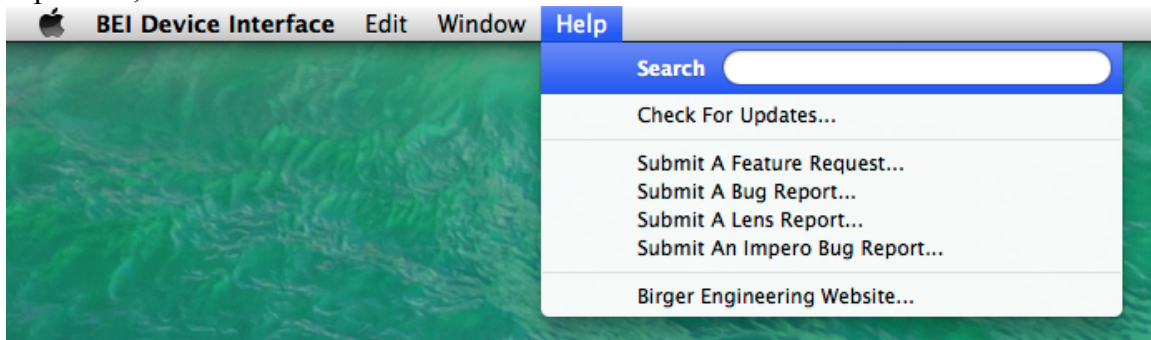 BEI Device Interface Edit Window Help
Search
Check For Updates...
Submit A Feature Request...
Submit A Bug Report...
Submit A Lens Report...
Submit An Impero Bug Report...
Birger Engineering Website...